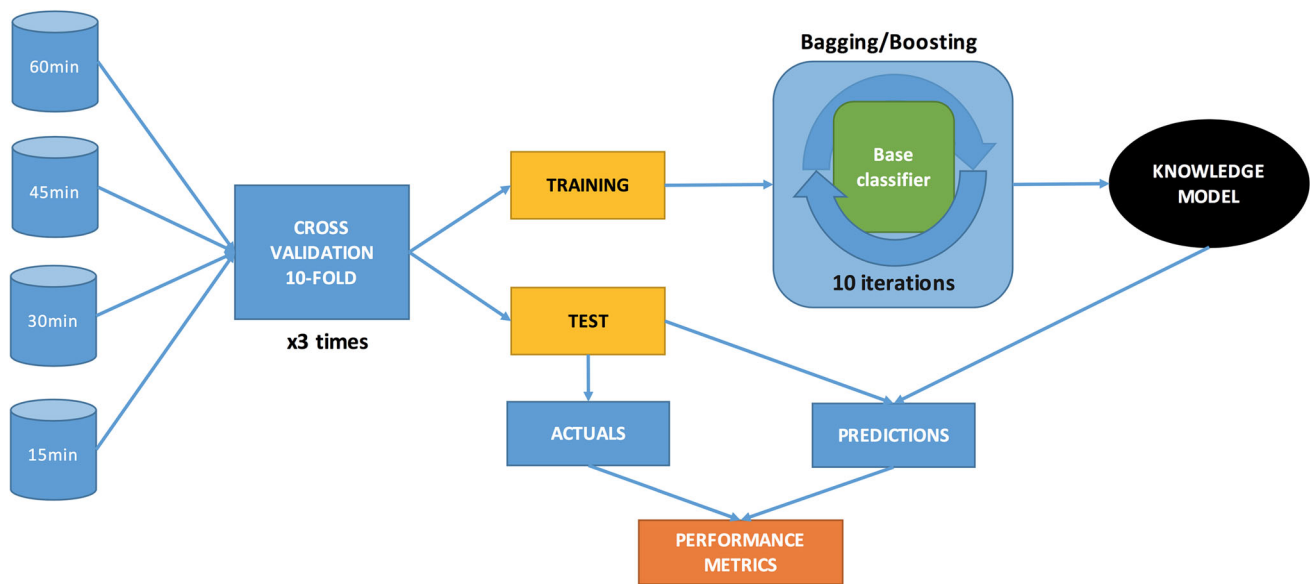 60min
45min
30min
15min
CROSS
VALIDATION
10-FOLD
x3 times
TRAINING
TEST
Bagging/Boosting
Base
classifier
10 iterations
KNOWLEDGE
MODEL
ACTUALS
PREDICTIONS
PERFORMANCE
METRICS